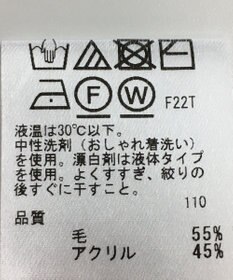 F W F22T
液温は30℃以下。
中性洗剤（おしゃれ着洗い）
を使用。漂白剤は液体タイプ
を使用。よくすすぎ、絞りの
後すぐに干すこと。
110
品質
毛 55%
アクリル 45%